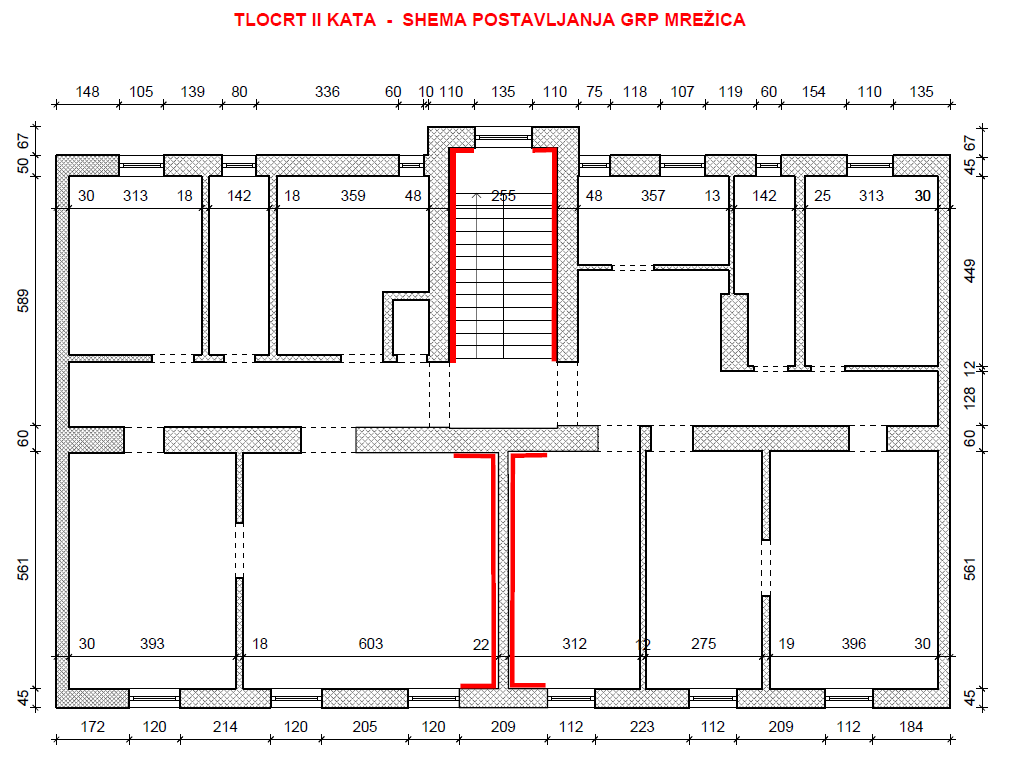 TLOCRT II KATA - SHEMA POSTAVLJANJA GRP MREŽICA
148 105 139 80 336 60 10 110 135 110 75 118 107 119 60 154 110 135
67
67
50
45
30 313 18 142 18 359 48 255 48 357 13 142 25 313 30
589
449
12
128
60
60
561
561
30 393 18 603 22 312 12 275 19 396 30
45
45
172 120 214 120 205 120 209 112 223 112 209 112 184